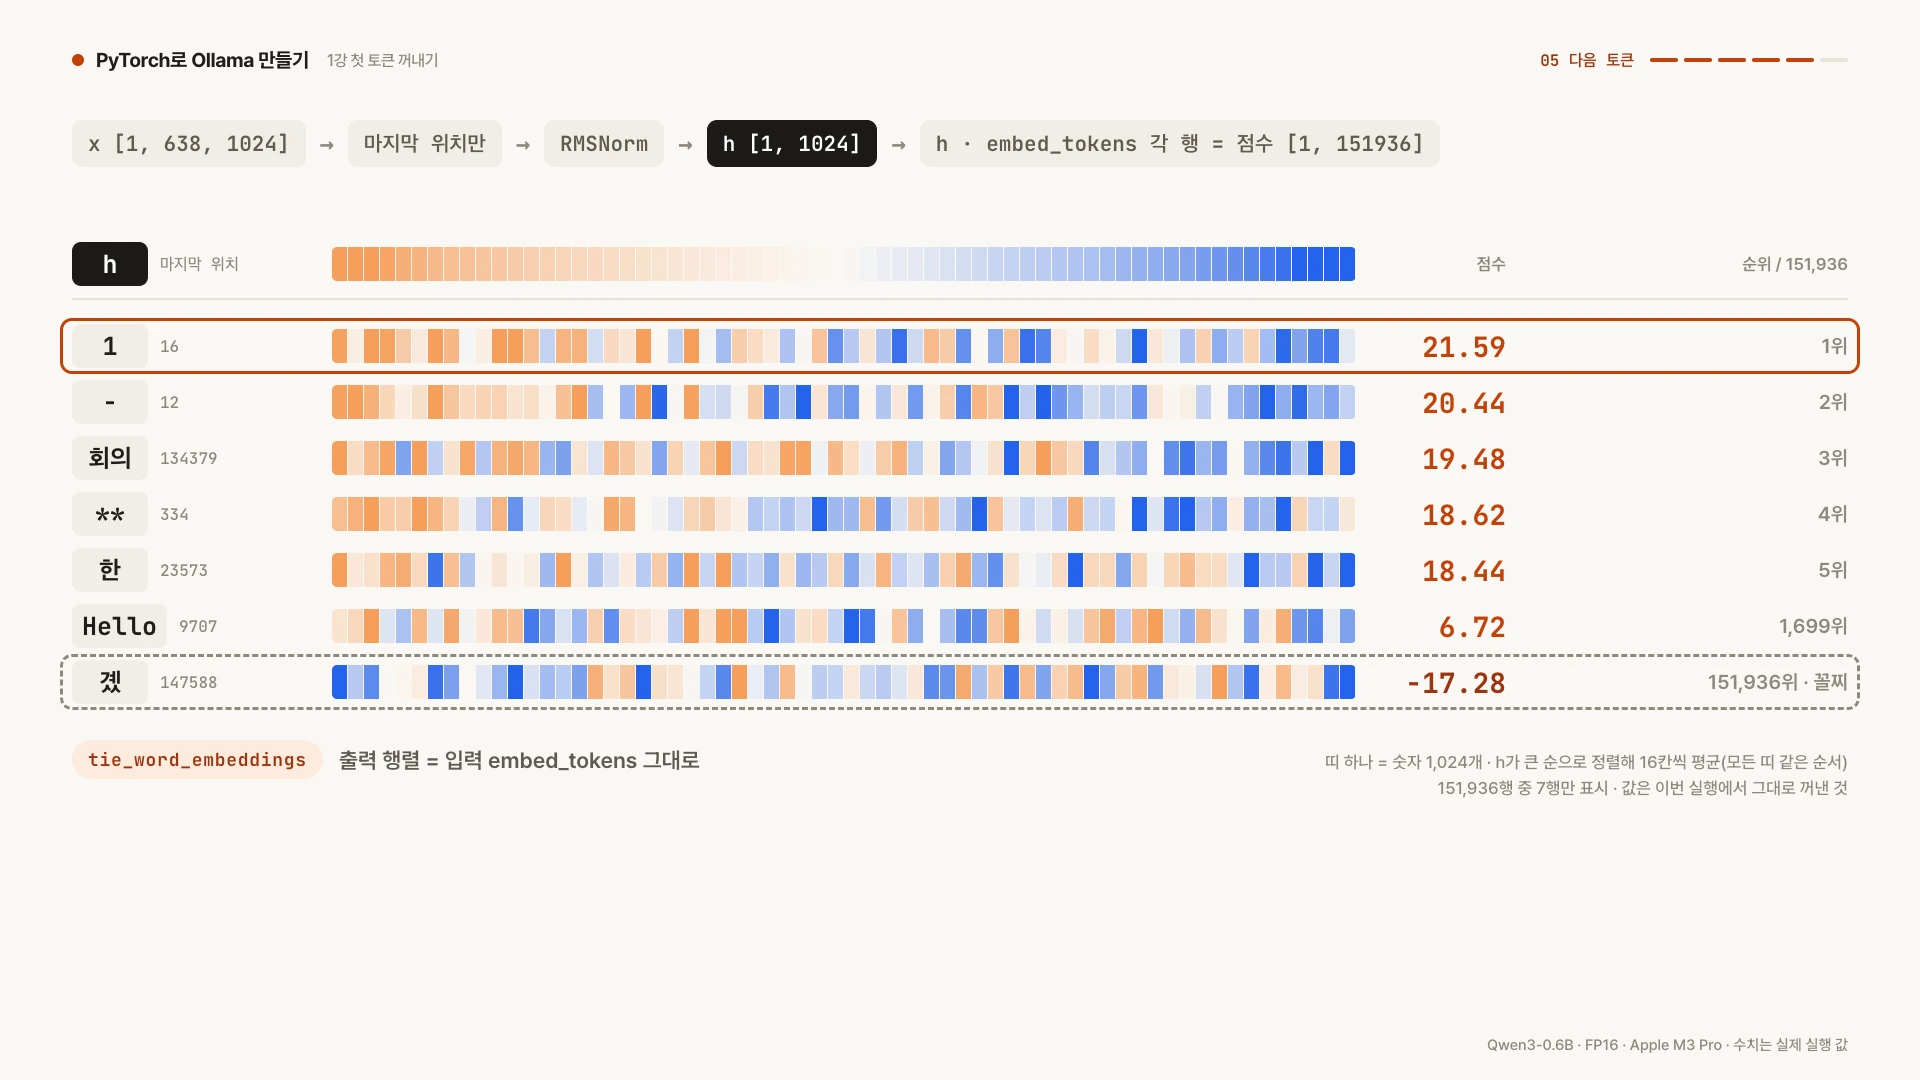 PyTorch로 Ollama 만들기 1강 첫 토큰 꺼내기
05 다음 토큰
x [1, 638, 1024] → 마지막 위치만 → RMSNorm → h [1, 1024] → h · embed_tokens 각 행 = 점수 [1, 151936]
h 마지막 위치 점수 순위 / 151,936
1 16 21.59 1위
- 12 20.44 2위
회의 134379 19.48 3위
** 334 18.62 4위
한 23573 18.44 5위
Hello 9707 6.72 1,699위
147588 -17.28 151,936위 · 꼴찌
tie_word_embeddings 출력 행렬 = 입력 embed_tokens 그대로
띠 하나 = 숫자 1,024개 · h가 큰 순으로 정렬해 16칸씩 평균(모든 띠 같은 순서)
151,936행 중 7행만 표시 · 값은 이번 실행에서 그대로 꺼낸 것
Qwen3-0.6B · FP16 · Apple M3 Pro · 수치는 실제 실행 값